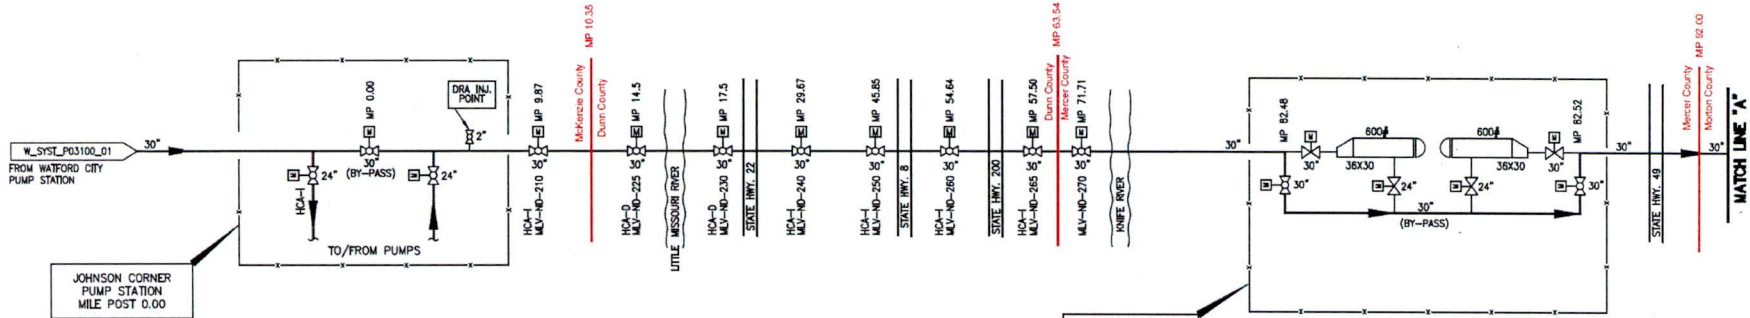 W_SYST_P03100_01
FROM WATFORD CITY
PUMP STATION
30"
JOHNSON CORNER
PUMP STATION
MILE POST 0.00
HCA-I
M
24"
M
MP 0.00
30"
(BY-PASS)
DRA INJ.
POINT
2"
M
24"
TO/FROM PUMPS
M
MP 9.87
30"
HCA-I
MLV-ND-210
McKenzie County
MP 10.35
Dunn County
M
MP 14.5
30"
HCA-D
MLV-ND-225
LITTLE MISSOURI RIVER
M
MP 17.5
30"
HCA-D
MLV-ND-230
STATE HWY. 22
M
MP 29.67
30"
HCA-I
MLV-ND-240
M
MP 45.85
30"
HCA-I
MLV-ND-250
STATE HWY. 8
M
MP 54.64
30"
HCA-I
MLV-ND-260
STATE HWY. 200
M
MP 57.50
30"
HCA-I
MLV-ND-265
Dunn County
MP 63.54
Mercer County
M
MP 71.71
30"
MLV-ND-270
KNIFE RIVER
30"
MP 82.48
M
30"
M
30"
600#
36X30
M
24"
600#
36X30
M
24"
M
30"
MP 82.52
M
30"
30"
(BY-PASS)
30"
STATE HWY. 49
Mercer County
MP 92.00
Morton County
30"
MATCH LINE "A"